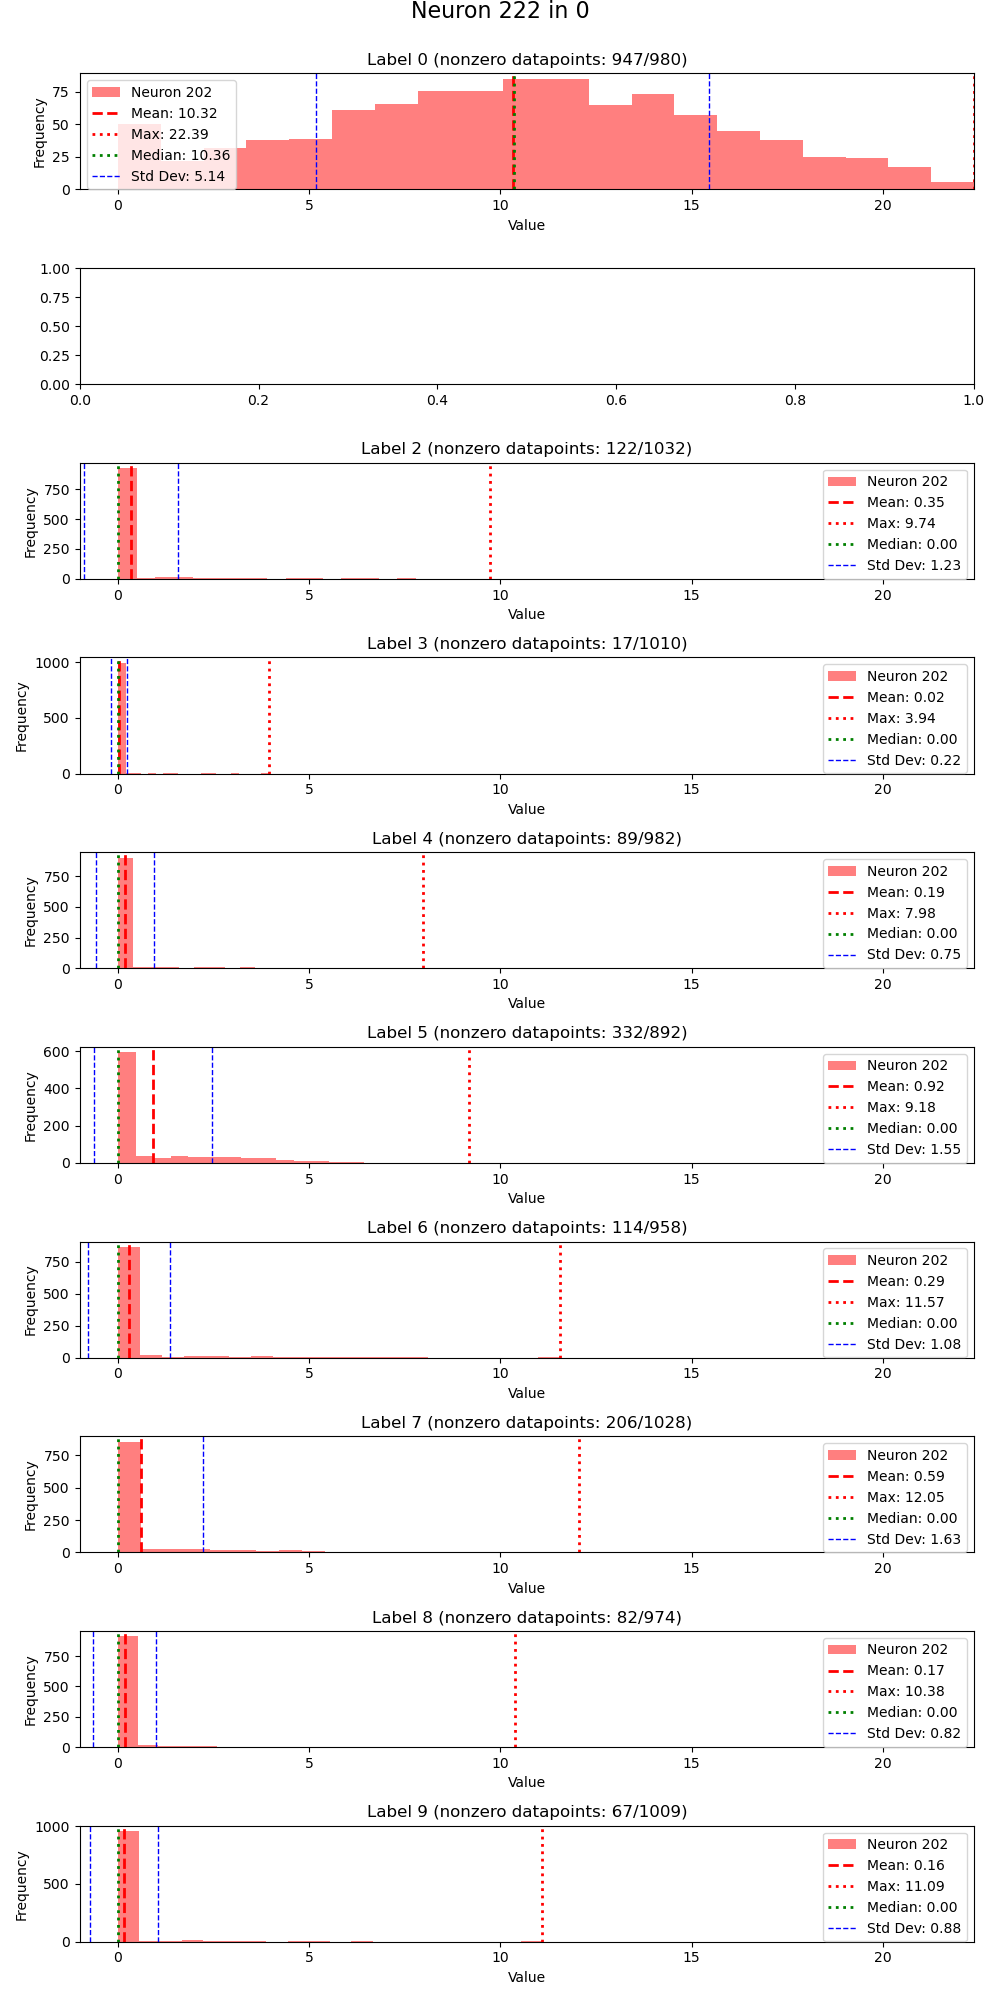 Neuron 222 in 0
Label 0 (nonzero datapoints: 947/980)
Frequency
75
50
25
0
Neuron 202
Mean: 10.32
Max: 22.39
Median: 10.36
Std Dev: 5.14
0 5 10 15 20
Value
1.00
0.75
0.50
0.25
0.00
0.0 0.2 0.4 0.6 0.8 1.0
Label 2 (nonzero datapoints: 122/1032)
Frequency
750
500
250
0
Neuron 202
Mean: 0.35
Max: 9.74
Median: 0.00
Std Dev: 1.23
0 5 10 15 20
Value
Label 3 (nonzero datapoints: 17/1010)
Frequency
1000
500
0
Neuron 202
Mean: 0.02
Max: 3.94
Median: 0.00
Std Dev: 0.22
0 5 10 15 20
Value
Label 4 (nonzero datapoints: 89/982)
Frequency
750
500
250
0
Neuron 202
Mean: 0.19
Max: 7.98
Median: 0.00
Std Dev: 0.75
0 5 10 15 20
Value
Label 5 (nonzero datapoints: 332/892)
Frequency
600
400
200
0
Neuron 202
Mean: 0.92
Max: 9.18
Median: 0.00
Std Dev: 1.55
0 5 10 15 20
Value
Label 6 (nonzero datapoints: 114/958)
Frequency
750
500
250
0
Neuron 202
Mean: 0.29
Max: 11.57
Median: 0.00
Std Dev: 1.08
0 5 10 15 20
Value
Label 7 (nonzero datapoints: 206/1028)
Frequency
750
500
250
0
Neuron 202
Mean: 0.59
Max: 12.05
Median: 0.00
Std Dev: 1.63
0 5 10 15 20
Value
Label 8 (nonzero datapoints: 82/974)
Frequency
750
500
250
0
Neuron 202
Mean: 0.17
Max: 10.38
Median: 0.00
Std Dev: 0.82
0 5 10 15 20
Value
Label 9 (nonzero datapoints: 67/1009)
Frequency
1000
500
0
Neuron 202
Mean: 0.16
Max: 11.09
Median: 0.00
Std Dev: 0.88
0 5 10 15 20
Value